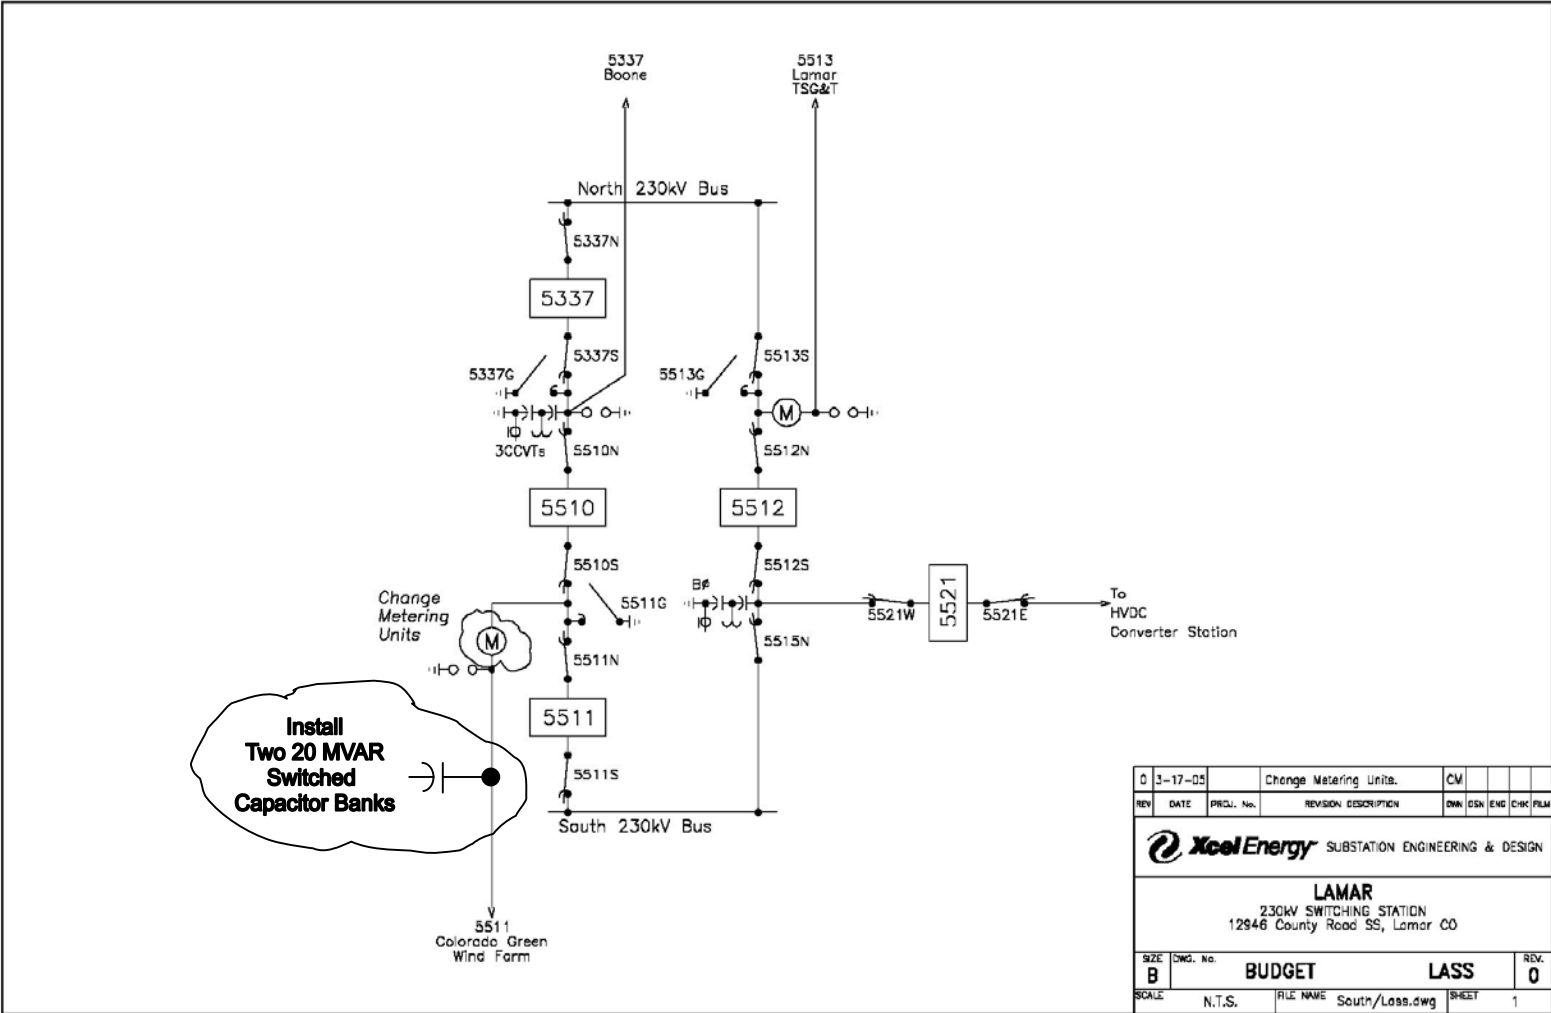 5337
Boone
5513
Lamar
TSG&T
North 230kV Bus
5337N
5337
5337S
5337G
5513G
5513S
M
3CCVTs
5510N
5512N
5510
5512
5510S
5512S
BØ
5511G
5521W
5521
5521E
To
HVDC
Converter Station
Change
Metering
Units
M
5511N
5515N
5511
5511S
Install
Two 20 MVAR
Switched
Capacitor Banks
South 230kV Bus
5511
Colorado Green
Wind Farm
0 3-17-05 Change Metering Units. CM
REV DATE PROJ. No. REVISION DESCRIPTION DWN DSN ENG CHK FILM
Xcel Energy SUBSTATION ENGINEERING & DESIGN
LAMAR
230kV SWITCHING STATION
12946 County Road SS, Lamar CO
SIZE B DWG. No. BUDGET LASS REV. 0
SCALE N.T.S. FILE NAME South/Lass.dwg SHEET 1